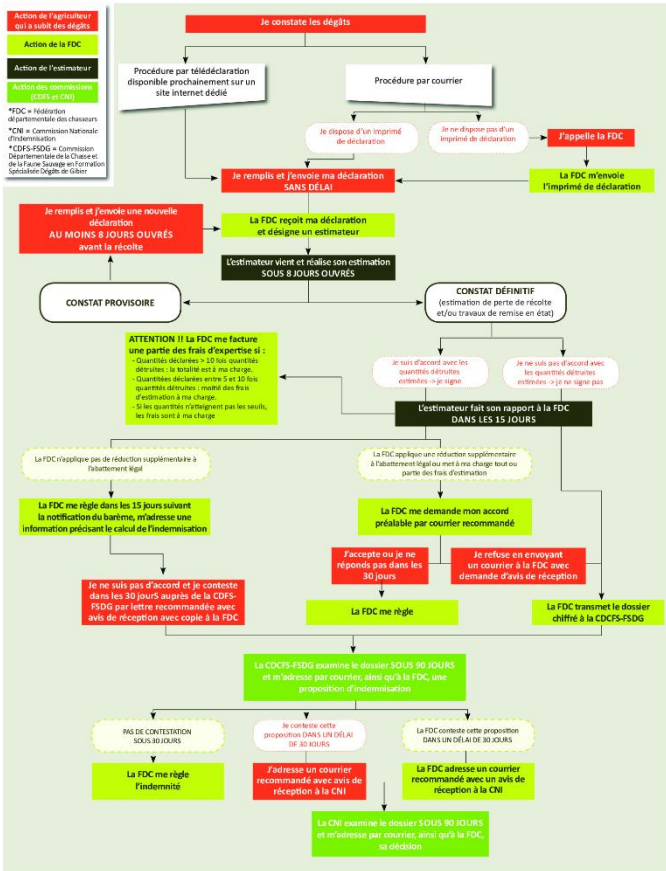 Action de l'agriculteur
qui a subit des dégâts
Action de la FDC
Action de l'estimateur
Action des commissions
(CDFS et CNI)
*FDC = Fédération
départementale des chasseurs
*CNI = Commission Nationale
d'Indemnisation
*CDFS-FSDG = Commission
Départementale de la Chasse et
de la Faune Sauvage en Formation
Spécialisée Dégâts de Gibier
Je constate les dégâts
Procédure par télédéclaration
disponible prochainement sur un
site internet dédié
Procédure par courrier
Je dispose d'un imprimé
de déclaration
Je ne dispose pas d'un
imprimé de déclaration
J'appelle la FDC
La FDC m'envoie
l'imprimé de déclaration
Je remplis et j'envoie ma déclaration
SANS DÉLAI
Je remplis et j'envoie une nouvelle
déclaration
AU MOINS 8 JOURS OUVRÉS
avant la récolte
La FDC reçoit ma déclaration
et désigne un estimateur
L'estimateur vient et réalise son estimation
SOUS 8 JOURS OUVRÉS
CONSTAT PROVISOIRE
CONSTAT DÉFINITIF
(estimation de perte de récolte
et/ou travaux de remise en état)
ATTENTION !! La FDC me facture
une partie des frais d'expertise si :
- Quantités déclarées > 10 fois quantités
détruites : la totalité est à ma charge.
- Quantités déclarées entre 5 et 10 fois
quantités détruites : moitié des frais
d'estimation à ma charge.
- Si les quantités n'atteignent pas les seuils,
les frais sont à ma charge
Je suis d'accord avec les
quantités détruites
estimées -> je signe
Je ne suis pas d'accord avec
les quantités détruites
estimées -> je ne signe pas
L'estimateur fait son rapport à la FDC
DANS LES 15 JOURS
La FDC n'applique pas de réduction supplémentaire à
l'abattement légal
La FDC applique une réduction supplémentaire
à l'abattement légal ou met à ma charge tout ou
partie des frais d'estimation
La FDC me règle dans les 15 jours suivant
la notification du barème, m'adresse une
information précisant le calcul de l'indemnisation
La FDC me demande mon accord
préalable par courrier recommandé
J'accepte ou je ne
réponds pas dans les
30 jours
Je refuse en envoyant
un courrier à la FDC avec
demande d'avis de réception
Je ne suis pas d'accord et je conteste
dans les 30 jourS auprès de la CDFS-
FSDG par lettre recommandée avec
avis de réception avec copie à la FDC
La FDC me règle
La FDC transmet le dossier
chiffré à la CDCFS-FSDG
La CDCFS-FSDG examine le dossier SOUS 90 JOURS
et m'adresse par courrier, ainsi qu'à la FDC, une
proposition d'indemnisation
PAS DE CONTESTATION
SOUS 30 JOURS
Je conteste cette
proposition DANS UN DÉLAI
DE 30 JOURS
La FDC conteste cette proposition
DANS UN DÉLAI DE 30 JOURS
La FDC me règle
l'indemnité
J'adresse un courrier
recommandé avec avis de
réception à la CNI
La FDC adresse un courrier
recommandé avec un avis de
réception à la CNI
La CNI examine le dossier SOUS 90 JOURS
et m'adresse par courrier, ainsi qu'à la FDC,
sa décision